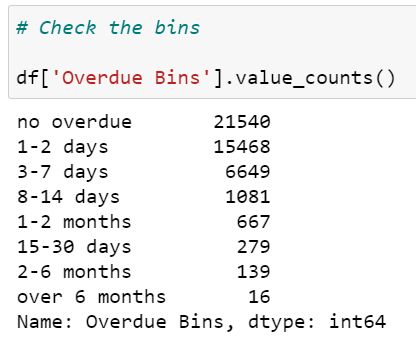 # Check the bins
df['Overdue Bins'].value_counts()
no overdue 21540
1-2 days 15468
3-7 days 6649
8-14 days 1081
1-2 months 667
15-30 days 279
2-6 months 139
over 6 months 16
Name: Overdue Bins, dtype: int64